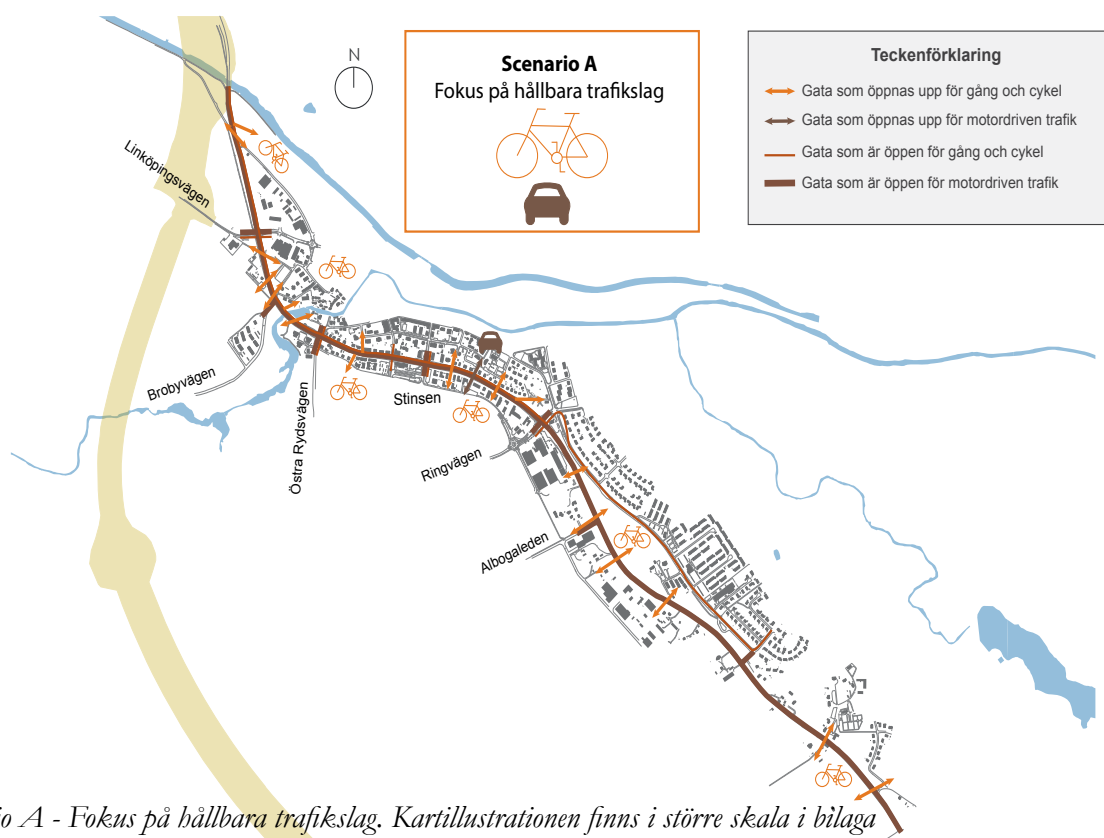 N
Scenario A
Fokus på hållbara trafikslag
Teckenförklaring
Gata som öppnas upp för gång och cykel
Gata som öppnas upp för motordriven trafik
Gata som är öppen för gång och cykel
Gata som är öppen för motordriven trafik
Linköpingsvägen
Brobyvägen
Östra Rydsvägen
Stinsen
Ringvägen
Albogaleden
io A - Fokus på hållbara trafikslag. Kartillustrationen finns i större skala i bilaga